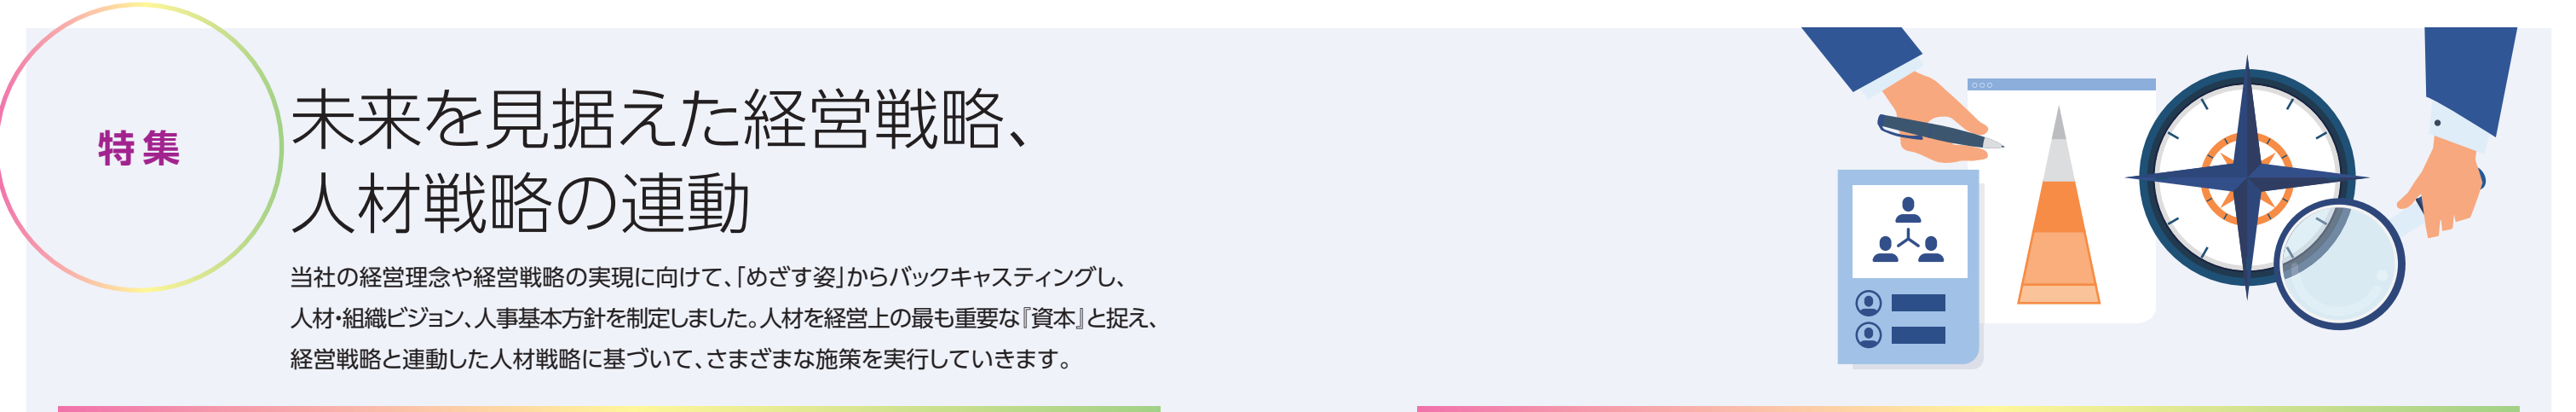 特集
未来を見据えた経営戦略、
人材戦略の連動
当社の経営理念や経営戦略の実現に向けて、「めざす姿」からバックキャスティングし、
人材・組織ビジョン、人事基本方針を制定しました。人材を経営上の最も重要な『資本』と捉え、
経営戦略と連動した人材戦略に基づいて、さまざまな施策を実行していきます。